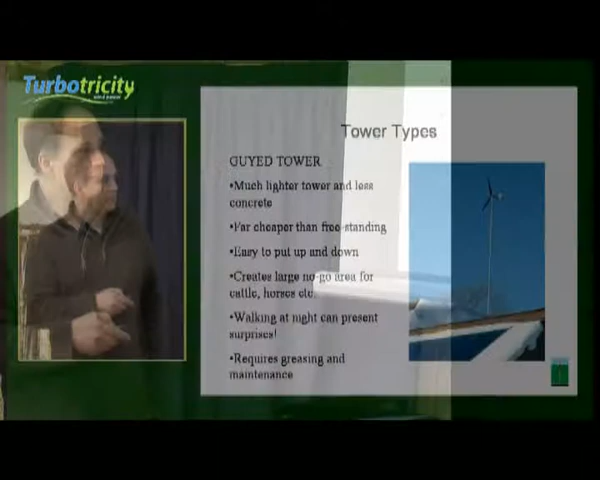 Turbotricity
Tower Types
GUYED TOWER
•Much lighter tower and less
concrete
•Far cheaper than free-standing
•Easy to put up and down
•Creates large no-go area for
cattle, horses etc.
•Walking at night can present
surprises!
•Requires greasing and
maintenance